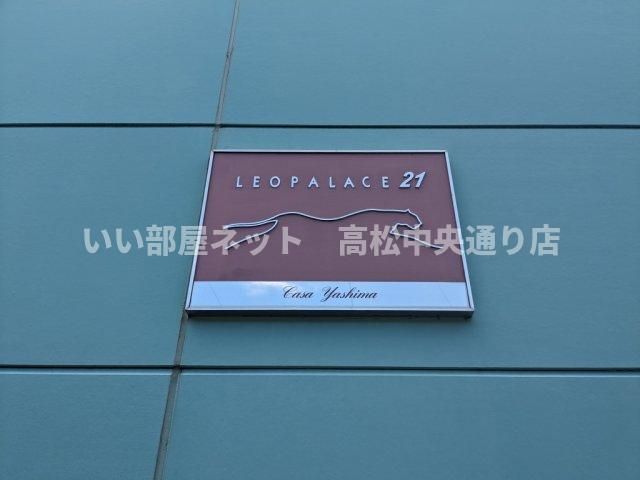 LEOPALACE 21
いい部屋ネット　高松中央通り店
Casa Yashima